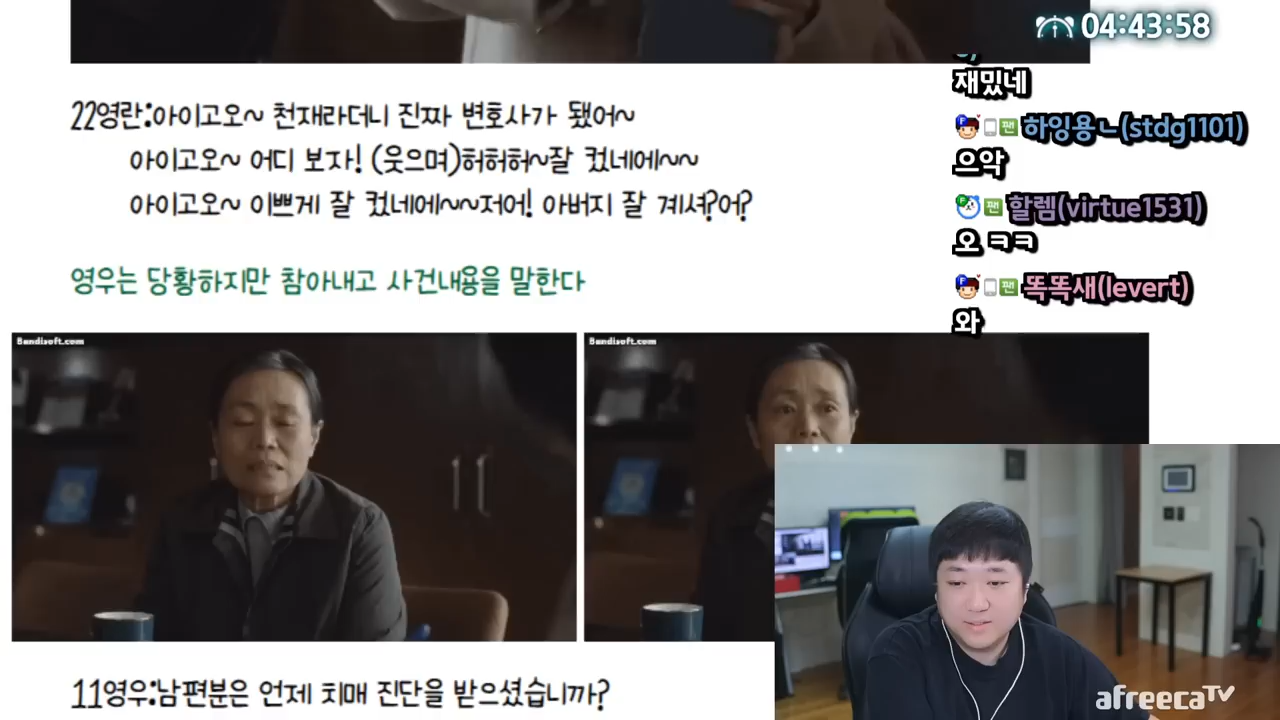 04:43:58
재밌네
22영란:아이고오~ 천재라더니 진짜 변호사가 됐어~
아이고오~ 어디 보자! (웃으며)허허허~잘 컸네에~~
아이고오~ 이쁘게 잘 컸네에~~저어! 아버지 잘 계셔?어?
하잉용ㄴ(stdg1101)
으악
할렘(virtue1531)
오 ㅋㅋ
똑똑새(levert)
와
영우는 당황하지만 참아내고 사건내용을 말한다
Bandisoft.com
Bandisoft.com
11영우:남편분은 언제 치매 진단을 받으셨습니까?
afreecaTV